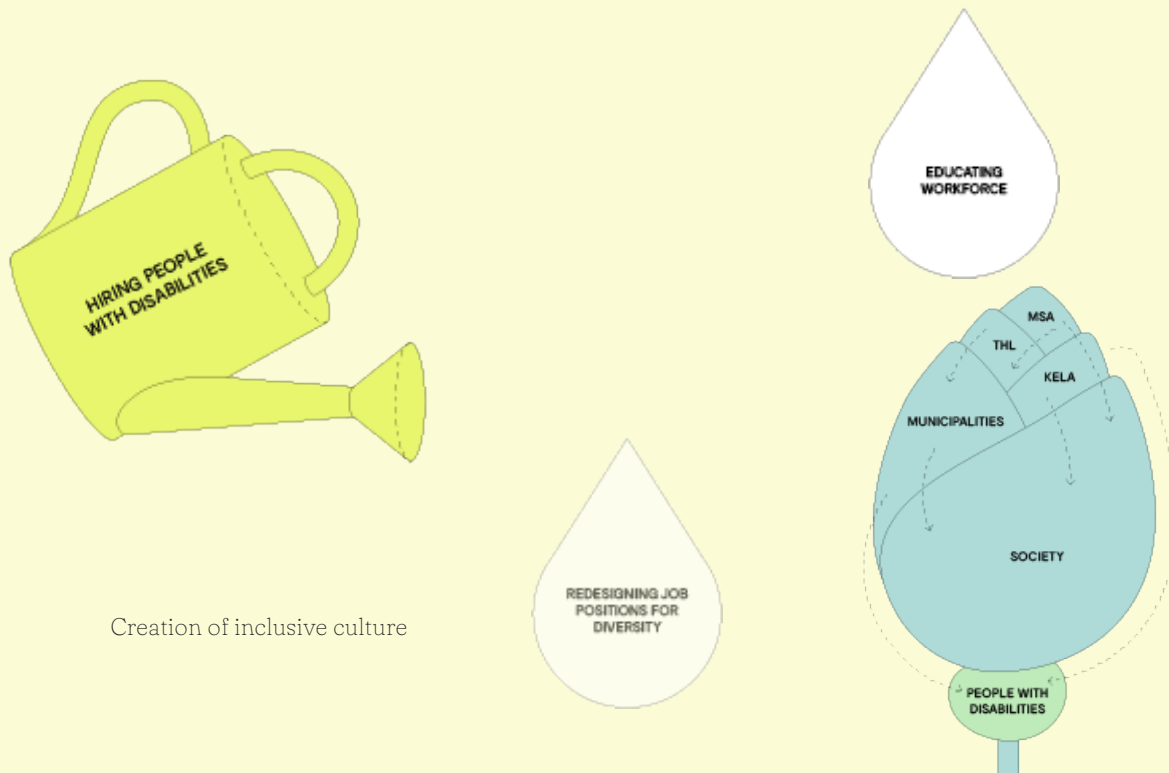 HIRING PEOPLE
WITH DISABILITIES
Creation of inclusive culture
REDESIGNING JOB
POSITIONS FOR
DIVERSITY
EDUCATING
WORKFORCE
MSA
THL
KELA
MUNICIPALITIES
SOCIETY
PEOPLE WITH
DISABILITIES